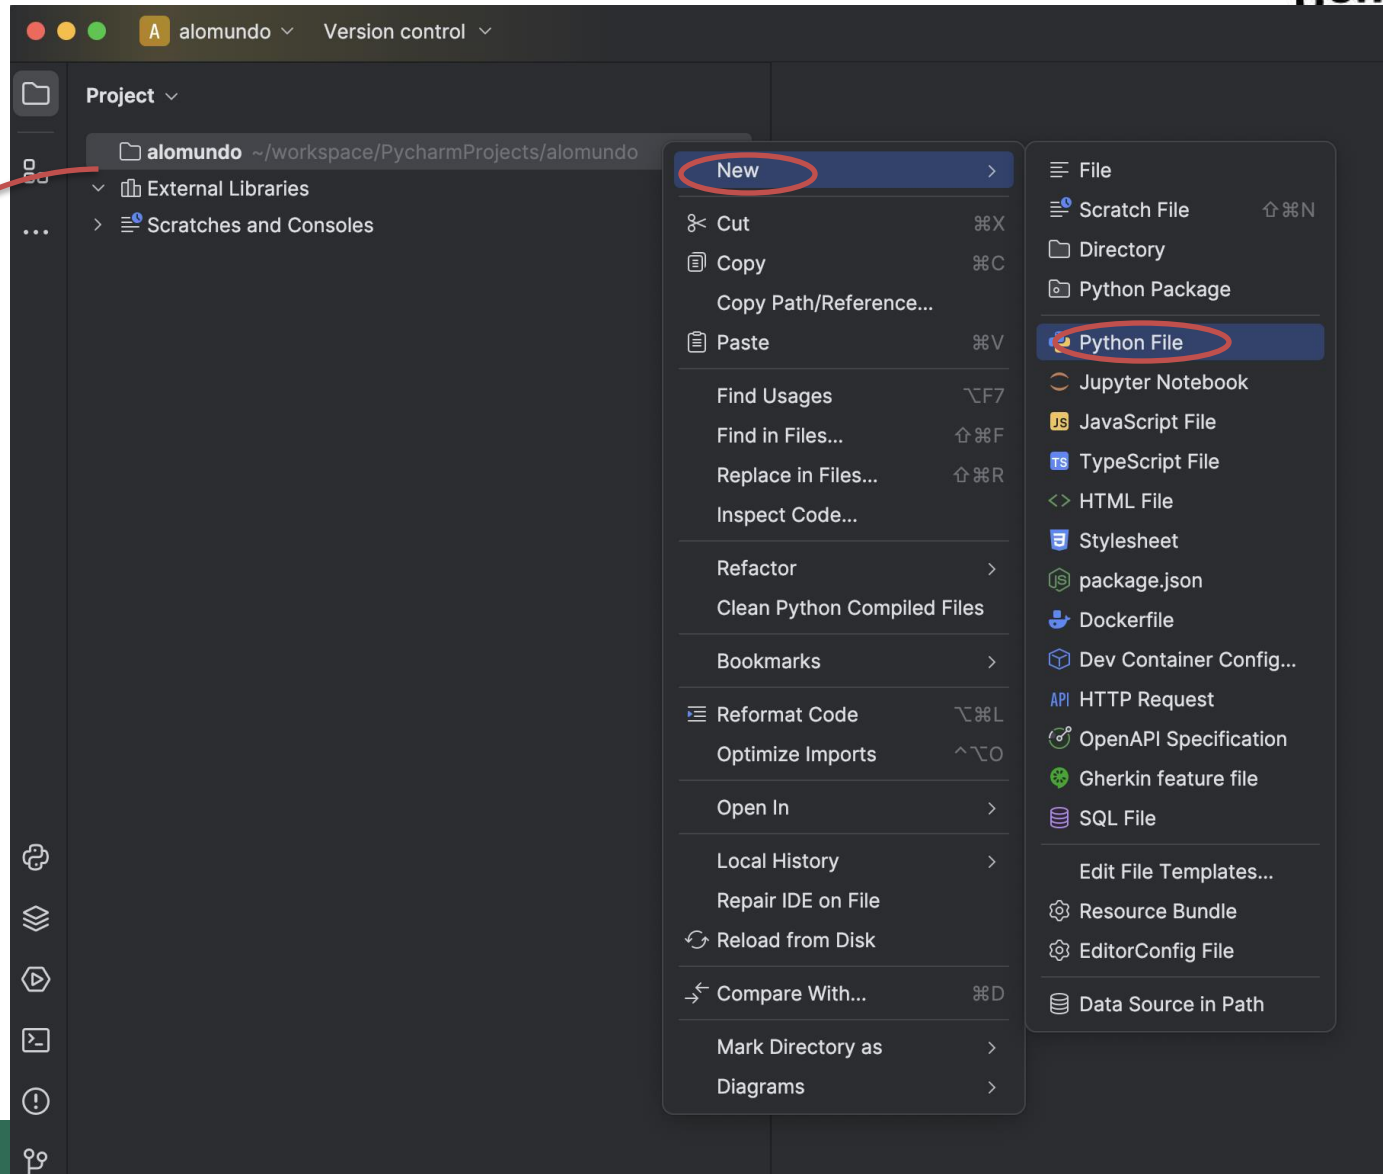 A alomundo Version control
Project
alomundo ~/workspace/PycharmProjects/alomundo
External Libraries
Scratches and Consoles
New
Cut ⌘X
Copy ⌘C
Copy Path/Reference...
Paste ⌘V
Find Usages ⌥F7
Find in Files... ⇧⌘F
Replace in Files... ⇧⌘R
Inspect Code...
Refactor
Clean Python Compiled Files
Bookmarks
Reformat Code ⌥⌘L
Optimize Imports ^⌥O
Open In
Local History
Repair IDE on File
Reload from Disk
Compare With... ⌘D
Mark Directory as
Diagrams
File
Scratch File ⇧⌘N
Directory
Python Package
Python File
Jupyter Notebook
JS JavaScript File
TS TypeScript File
<> HTML File
Stylesheet
JS package.json
Dockerfile
Dev Container Config...
API HTTP Request
OpenAPI Specification
Gherkin feature file
SQL File
Edit File Templates...
Resource Bundle
EditorConfig File
Data Source in Path